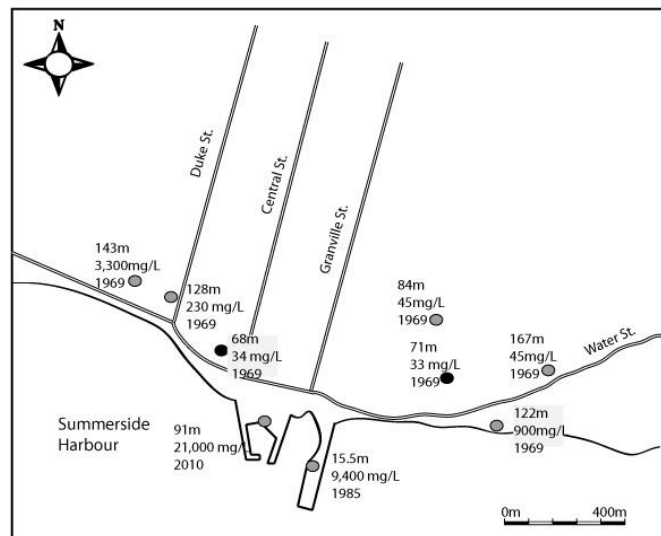 N
Duke St.
Central St.
Granville St.
143m
3,300mg/L
1969
128m
230 mg/L
1969
84m
45mg/L
1969
68m
34 mg/L
1969
71m
33 mg/L
1969
167m
45mg/L
1969
Water St.
Summerside
Harbour
91m
21,000 mg/L
2010
122m
900mg/L
1969
15.5m
9,400 mg/L
1985
0m
400m